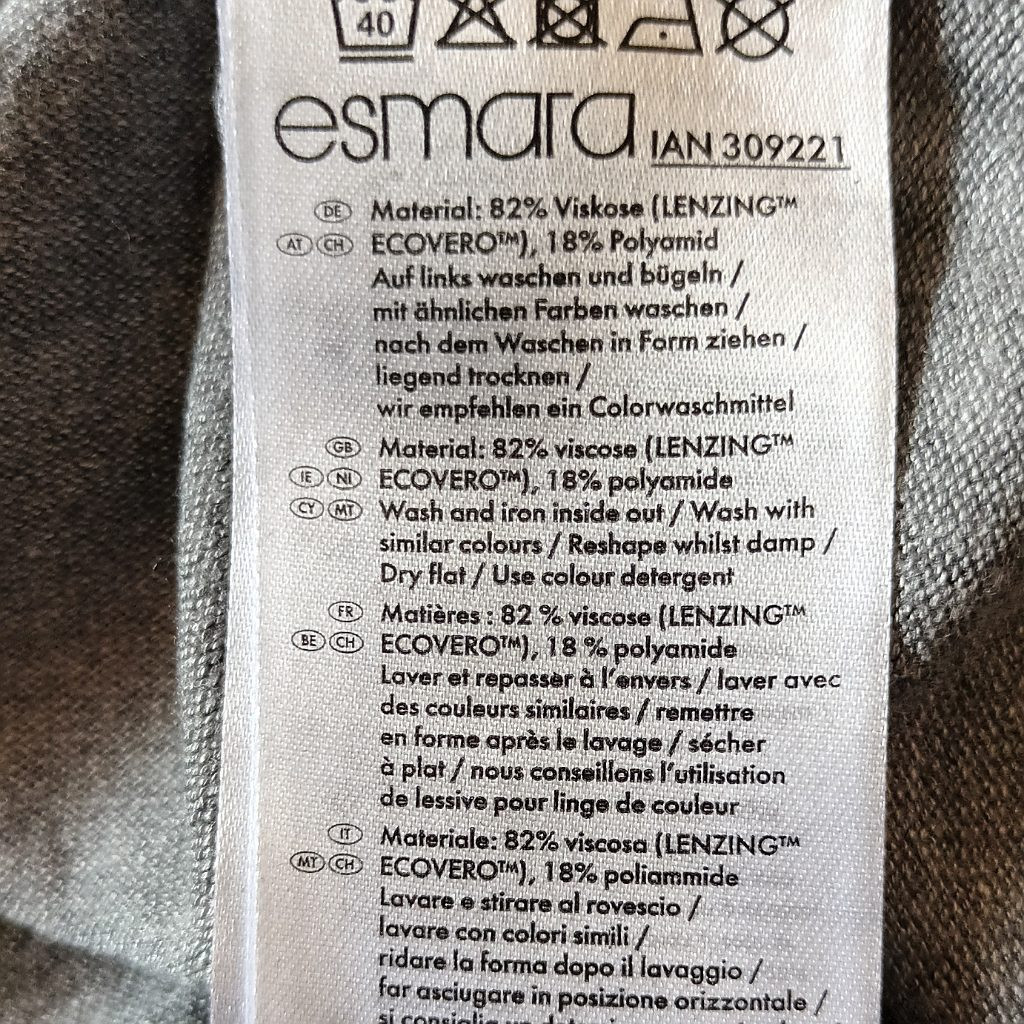 40
esmara IAN 309221
DE Material: 82% Viskose (LENZING™
AT CH ECOVERO™), 18% Polyamid
Auf links waschen und bügeln /
mit ähnlichen Farben waschen /
nach dem Waschen in Form ziehen /
liegend trocknen /
wir empfehlen ein Colorwaschmittel
GB Material: 82% viscose (LENZING™
IE NI ECOVERO™), 18% polyamide
CY MT Wash and iron inside out / Wash with
similar colours / Reshape whilst damp /
Dry flat / Use colour detergent
FR Matières : 82 % viscose (LENZING™
BE CH ECOVERO™), 18 % polyamide
Laver et repasser à l'envers / laver avec
des couleurs similaires / remettre
en forme après le lavage / sécher
à plat / nous conseillons l'utilisation
de lessive pour linge de couleur
IT Materiale: 82% viscosa (LENZING™
MT CH ECOVERO™), 18% poliammide
Lavare e stirare al rovescio /
lavare con colori simili /
ridare la forma dopo il lavaggio /
far asciugare in posizione orizzontale /
si consiglia un